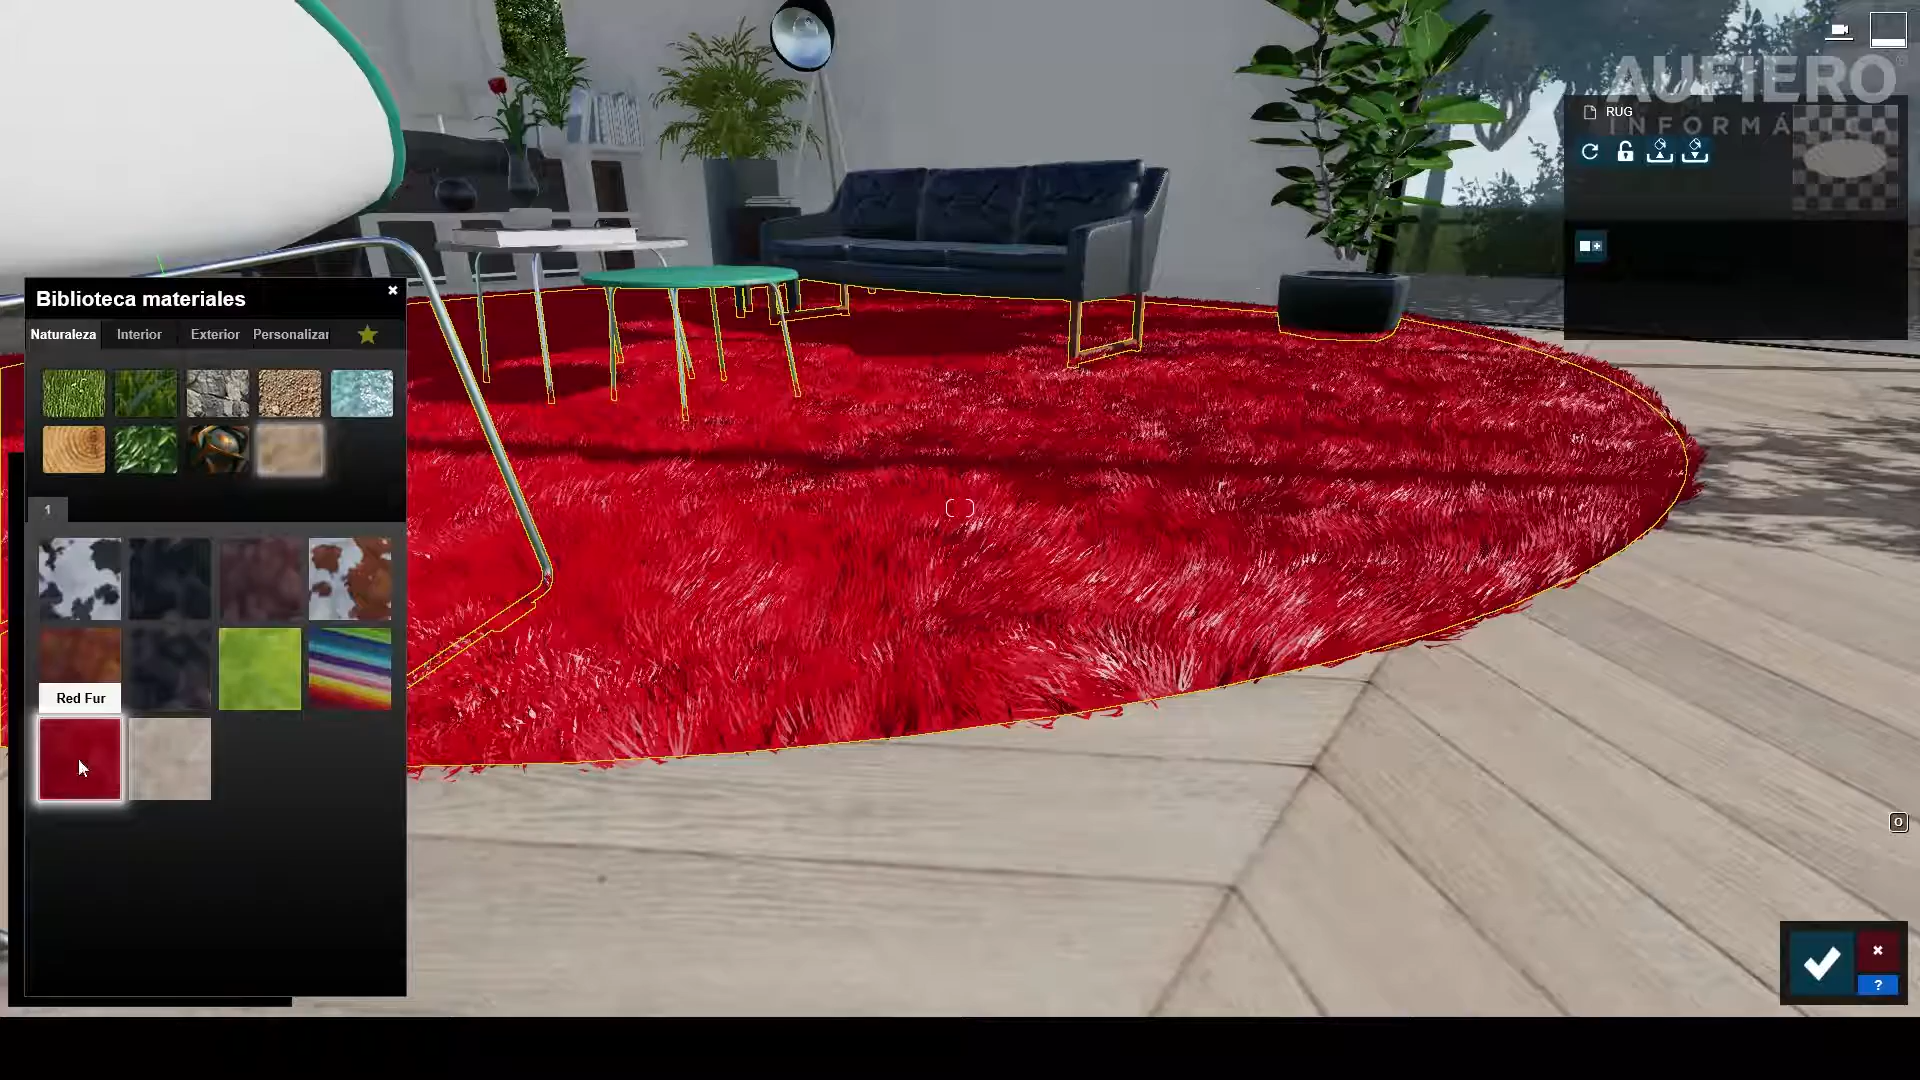 AUFIERO
INFORMÁ
RUG
Biblioteca materiales
Naturaleza
Interior
Exterior
Personalizar
1
Red Fur
O
?